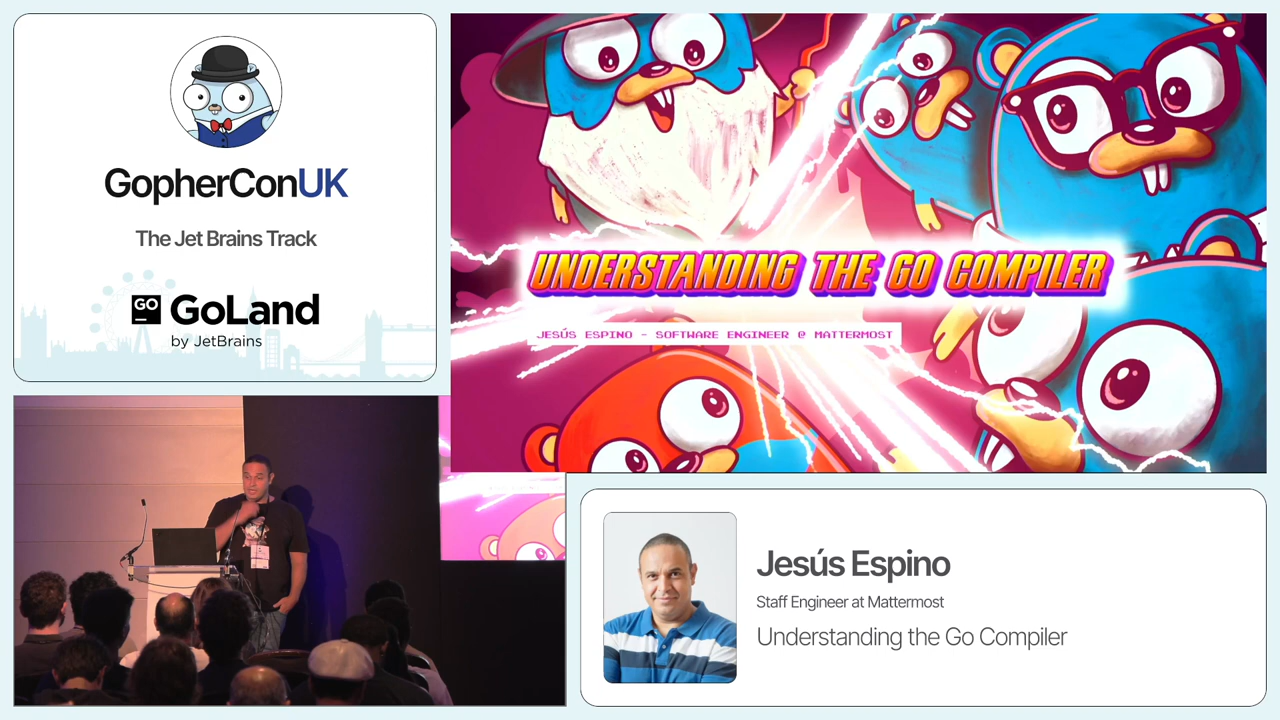 GopherConUK
The Jet Brains Track
GO
GoLand
by JetBrains
UNDERSTANDING THE GO COMPILER
JESÚS ESPINO - SOFTWARE ENGINEER @ MATTERMOST
Jesús Espino
Staff Engineer at Mattermost
Understanding the Go Compiler